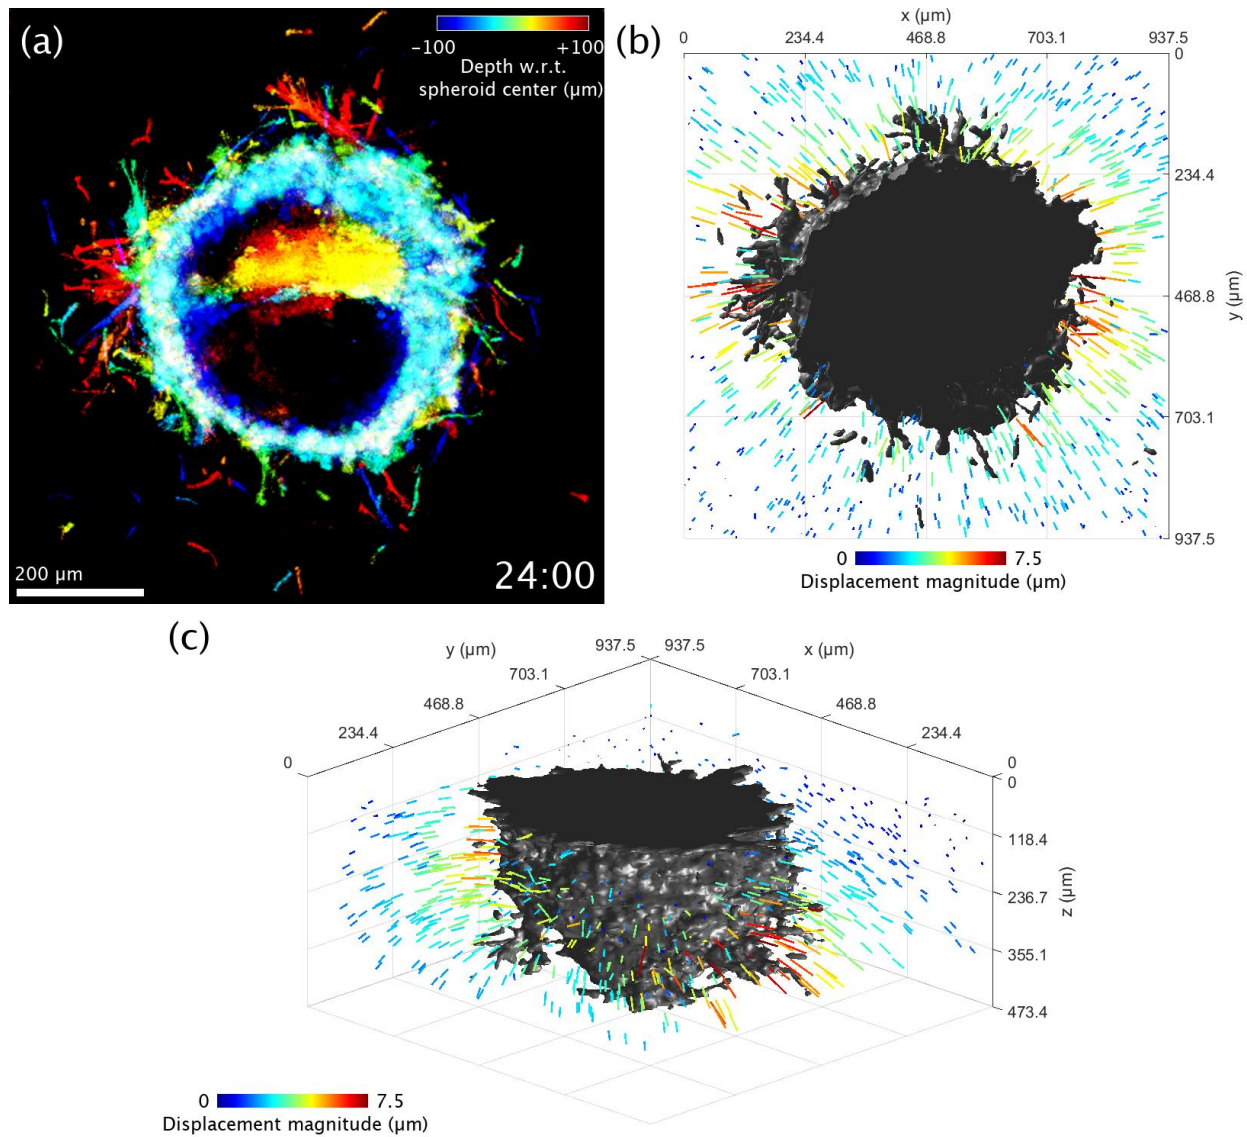 (a)
−100 +100
Depth w.r.t.
spheroid center (μm)
200 μm
24:00
(b)
x (μm)
0 234.4 468.8 703.1 937.5
0
234.4
468.8
703.1
937.5
y (μm)
0 7.5
Displacement magnitude (μm)
(c)
y (μm) 937.5 937.5 x (μm)
703.1 703.1
468.8 468.8
234.4 234.4
0 0
0
118.4
236.7
355.1
473.4
z (μm)
0 7.5
Displacement magnitude (μm)